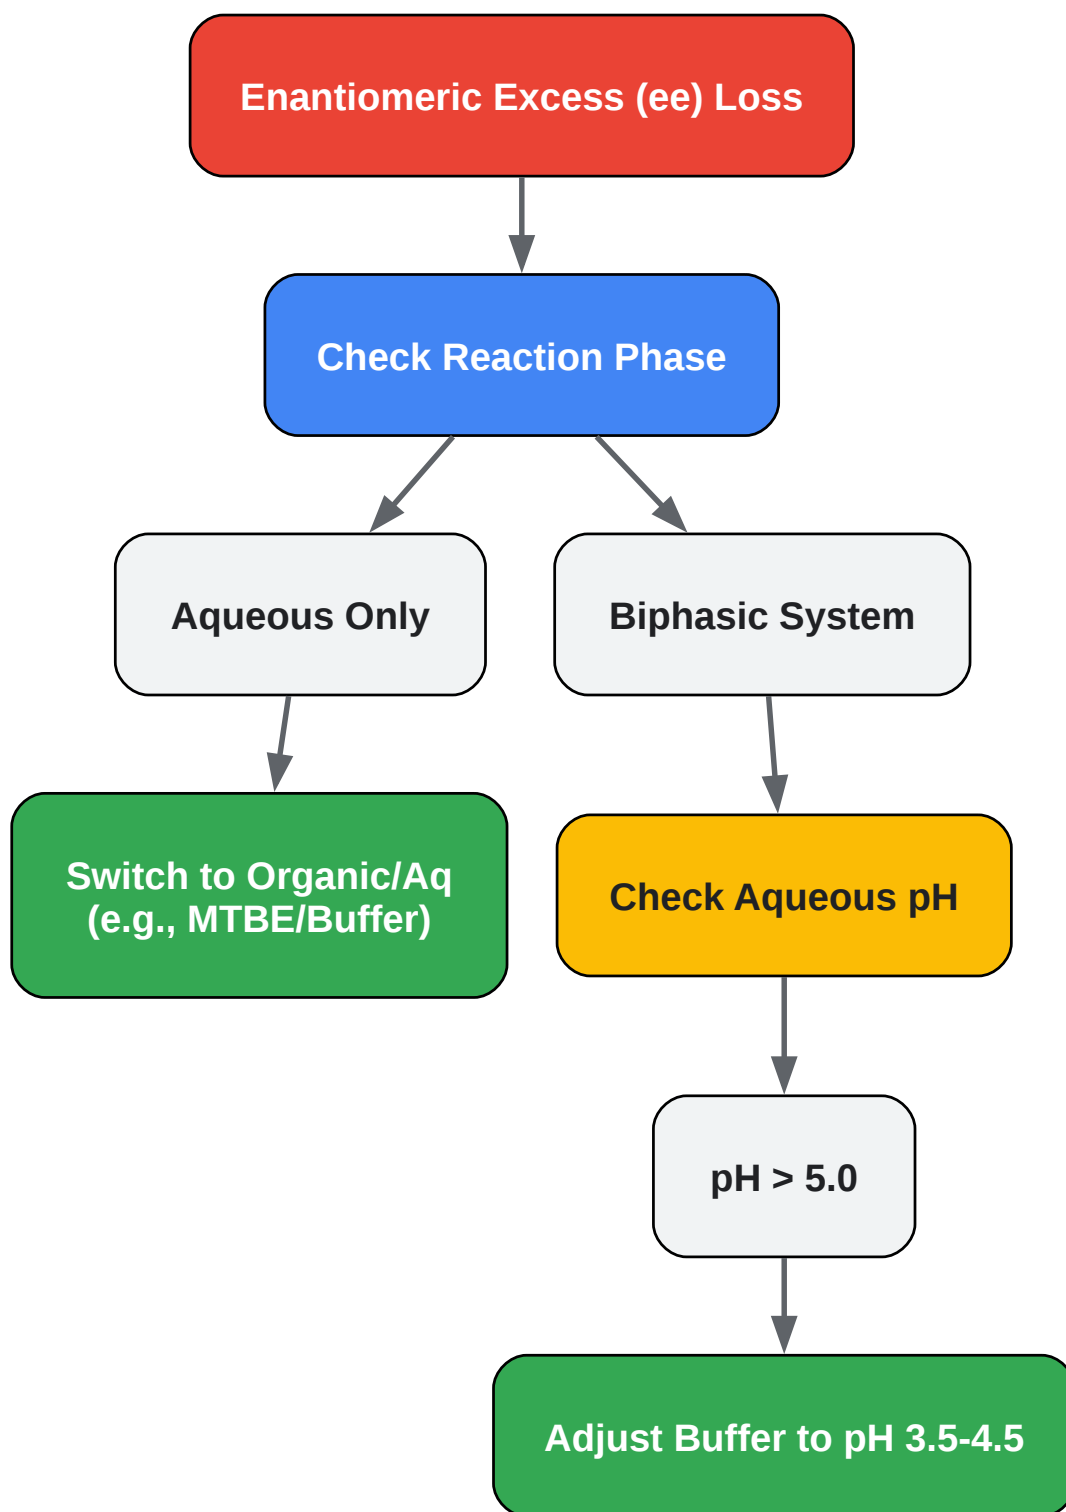 Enantiomeric Excess (ee) Loss
Check Reaction Phase
Aqueous Only
Biphasic System
Switch to Organic/Aq
(e.g., MTBE/Buffer)
Check Aqueous pH
pH > 5.0
Adjust Buffer to pH 3.5-4.5